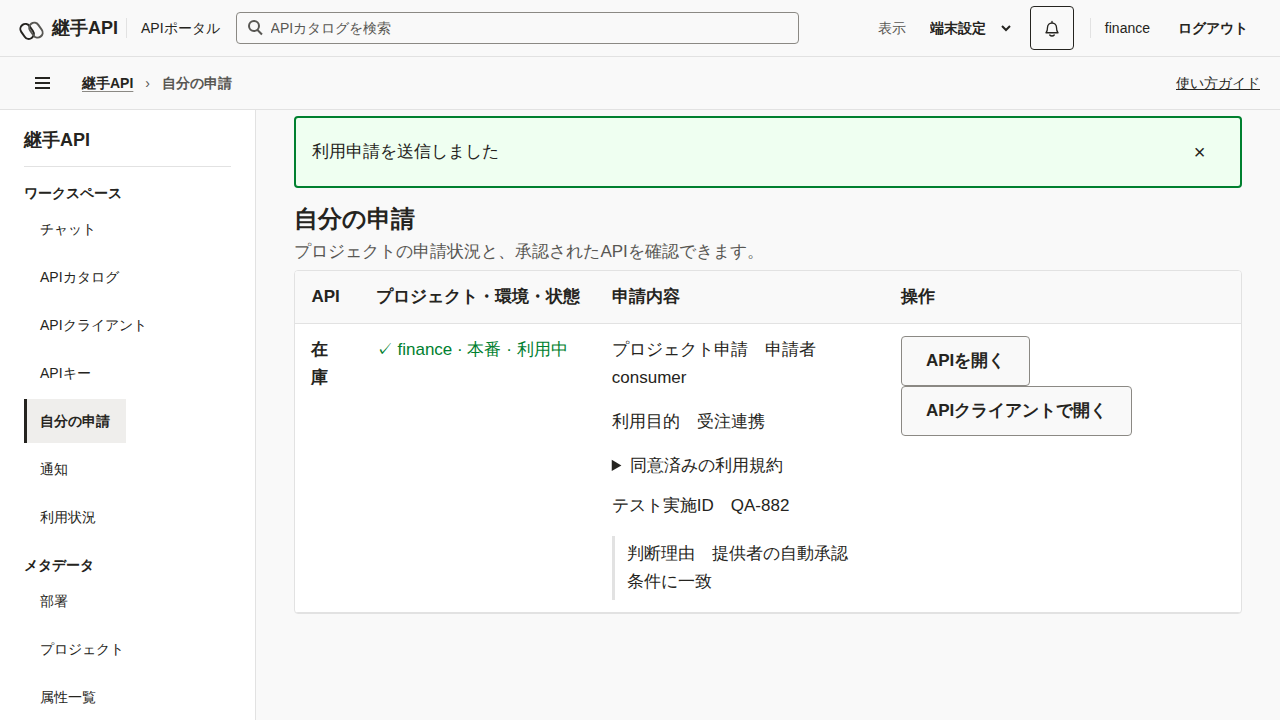 継手API
APIポータル
APIカタログを検索
表示
端末設定
finance
ログアウト
継手API › 自分の申請
使い方ガイド
継手API
ワークスペース
チャット
APIカタログ
APIクライアント
APIキー
自分の申請
通知
利用状況
メタデータ
部署
プロジェクト
属性一覧
利用申請を送信しました
×
自分の申請
プロジェクトの申請状況と、承認されたAPIを確認できます。
API
プロジェクト・環境・状態
申請内容
操作
在
庫
✓ finance · 本番 · 利用中
プロジェクト申請　申請者
consumer
利用目的　受注連携
▶ 同意済みの利用規約
テスト実施ID　QA-882
判断理由　提供者の自動承認
条件に一致
APIを開く
APIクライアントで開く